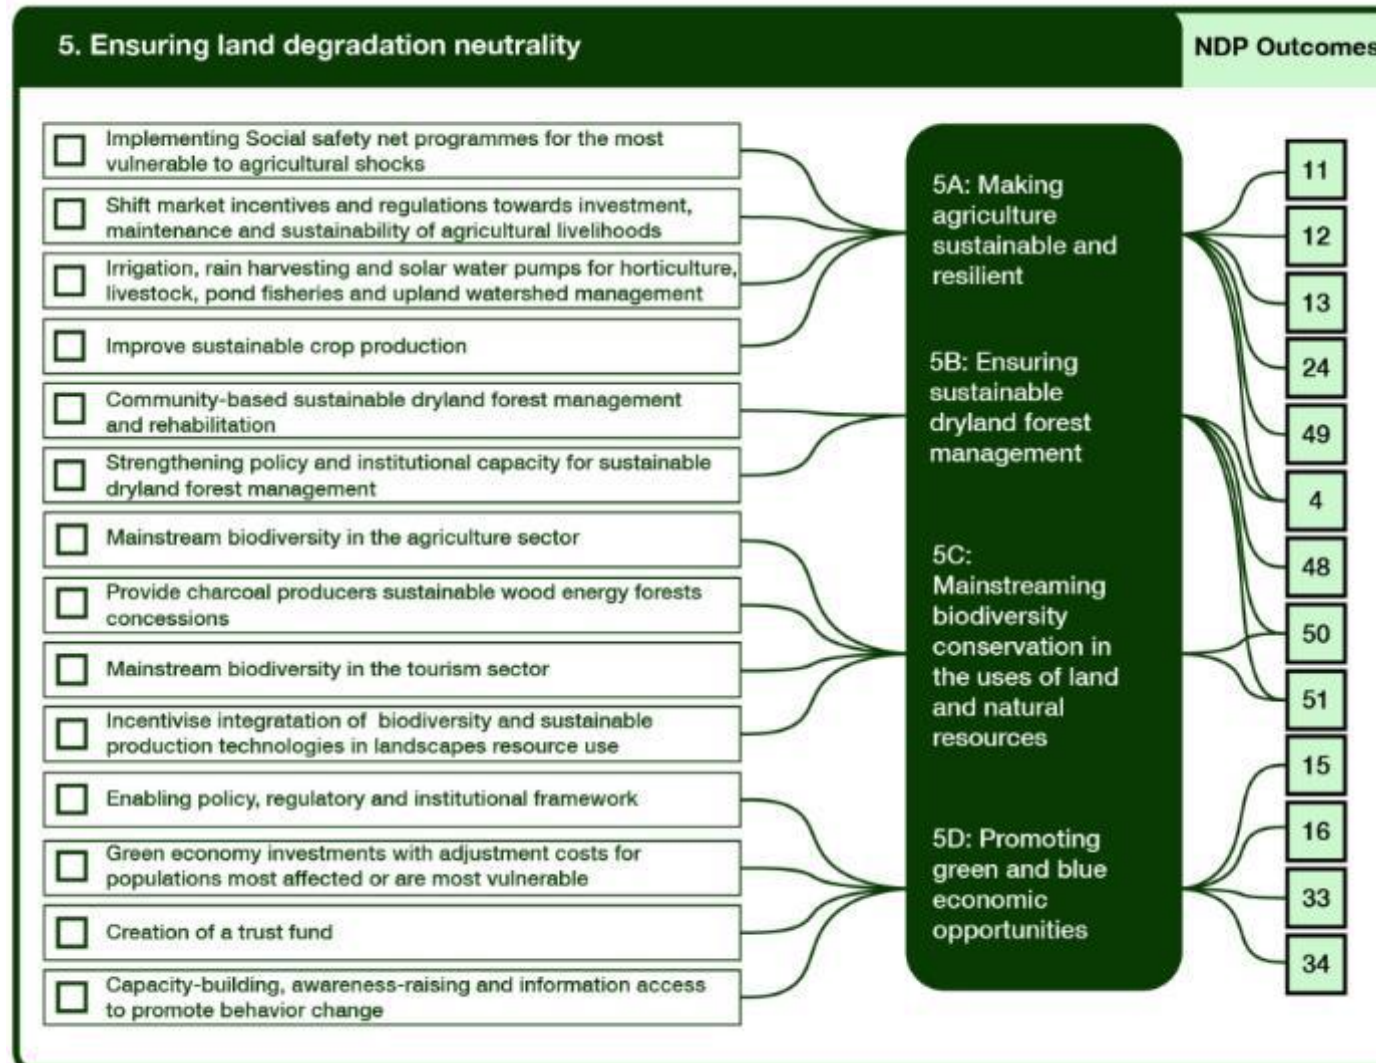 5. Ensuring land degradation neutrality
NDP Outcomes
Implementing Social safety net programmes for the most
vulnerable to agricultural shocks
Shift market incentives and regulations towards investment,
maintenance and sustainability of agricultural livelihoods
Irrigation, rain harvesting and solar water pumps for horticulture,
livestock, pond fisheries and upland watershed management
Improve sustainable crop production
Community-based sustainable dryland forest management
and rehabilitation
Strengthening policy and institutional capacity for sustainable
dryland forest management
Mainstream biodiversity in the agriculture sector
Provide charcoal producers sustainable wood energy forests
concessions
Mainstream biodiversity in the tourism sector
Incentivise integratation of biodiversity and sustainable
production technologies in landscapes resource use
Enabling policy, regulatory and institutional framework
Green economy investments with adjustment costs for
populations most affected or are most vulnerable
Creation of a trust fund
Capacity-building, awareness-raising and information access
to promote behavior change
5A: Making
agriculture
sustainable and
resilient
5B: Ensuring
sustainable
dryland forest
management
5C:
Mainstreaming
biodiversity
conservation in
the uses of land
and natural
resources
5D: Promoting
green and blue
economic
opportunities
11
12
13
24
49
4
48
50
51
15
16
33
34